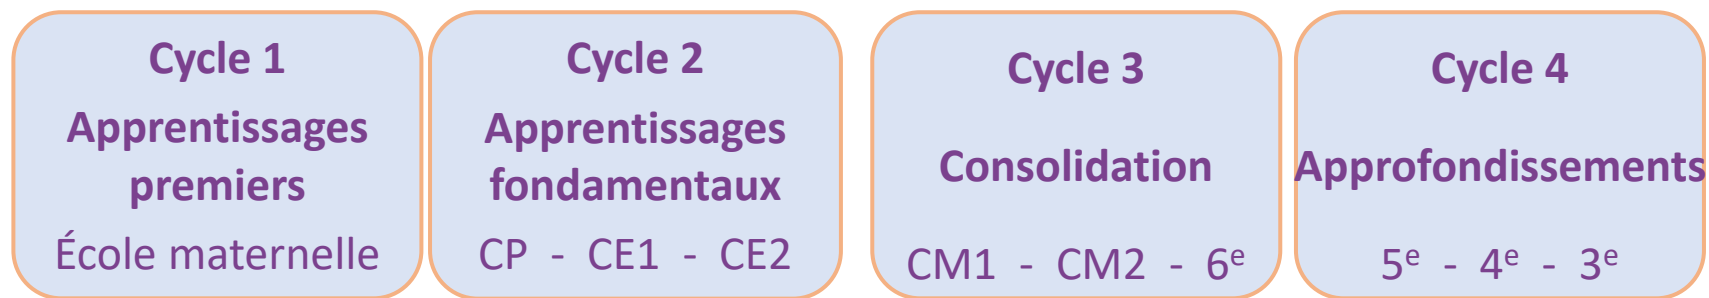 Cycle 1
Apprentissages
premiers
École maternelle
Cycle 2
Apprentissages
fondamentaux
CP - CE1 - CE2
Cycle 3
Consolidation
CM1 - CM2 - 6e
Cycle 4
Approfondissements
5e - 4e - 3e